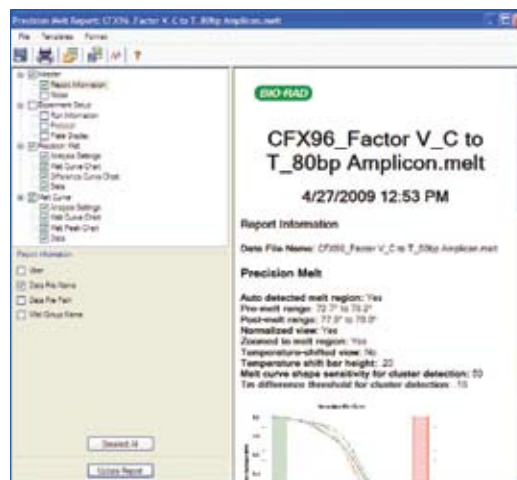 Precision Melt Report: CFX96_Factor V_C to T_80bp Amplicon.melt
File Templates Format
Master
Report Information
Notes
Experiment Setup
Run Information
Protocol
Plate Display
Precision Melt
Analysis Settings
Melt Curve Chart
Difference Curve Chart
Data
Melt Curve
Analysis Settings
Melt Curve Chart
Melt Peak Chart
Data
Report Information
User
Data File Name
Data File Path
Well Group Name
Deselect All
Update Report
BIO-RAD
CFX96_Factor V_C to
T_80bp Amplicon.melt
4/27/2009 12:53 PM
Report Information
Data File Name: CFX96_Factor V_C to T_80bp Amplicon.melt
Precision Melt
Auto detected melt region: Yes
Pre-melt range:
Post-melt range:
Normalized view: Yes
Zoomed to melt region: Yes
Temperature-shifted view: No
Temperature shift bar height: .20
Melt curve shape sensitivity for cluster detection: 50
Tm difference threshold for cluster detection: .15